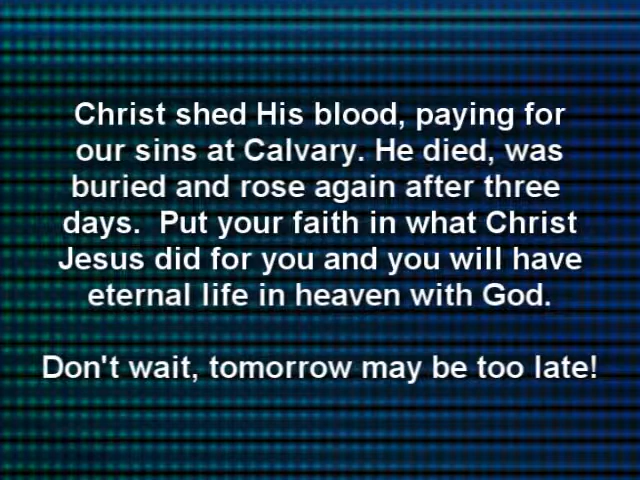 Christ shed His blood, paying for
our sins at Calvary. He died, was
buried and rose again after three
days.  Put your faith in what Christ
Jesus did for you and you will have
eternal life in heaven with God.
Don't wait, tomorrow may be too late!